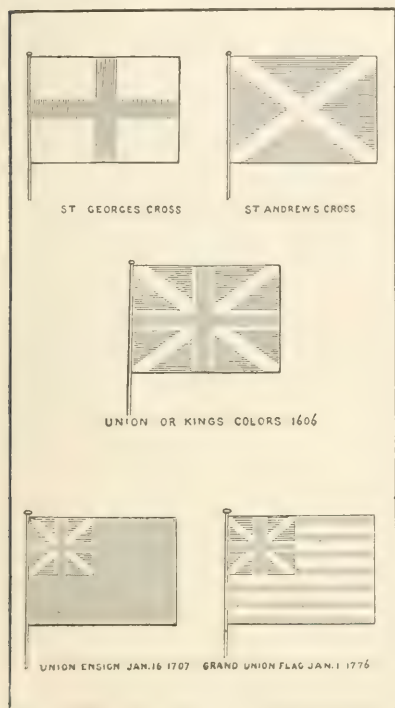 ST GEORGES CROSS
ST ANDREWS CROSS
UNION OR KINGS COLORS 1606
UNION ENSIGN JAN. 16 1707
GRAND UNION FLAG JAN. 1 1776